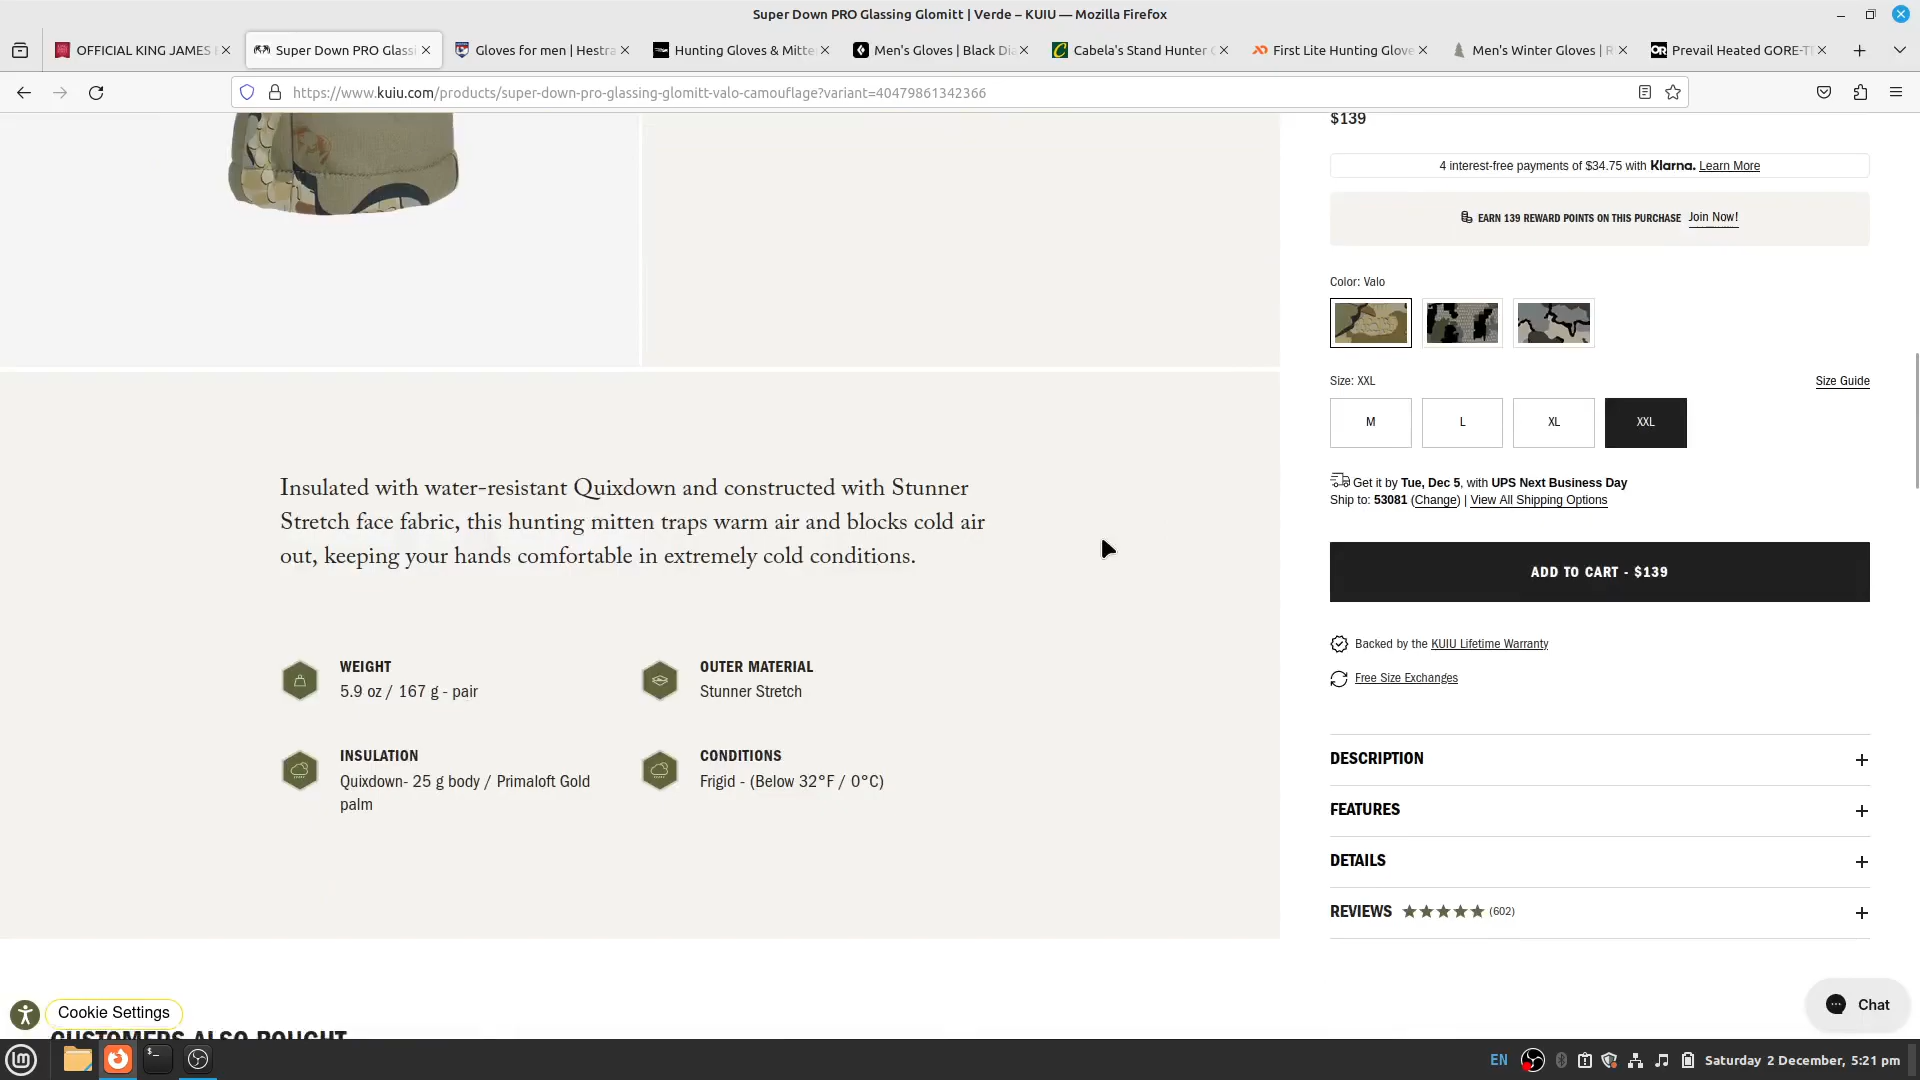 Super Down PRO Glassing Glomitt | Verde – KUIU — Mozilla Firefox
OFFICIAL KING JAMES
Super Down PRO Glassi
Gloves for men | Hestra
Hunting Gloves & Mitte
Men's Gloves | Black Dia
Cabela's Stand Hunter
First Lite Hunting Glove
Men's Winter Gloves | R
OR
Prevail Heated GORE-T
https://www.kuiu.com/products/super-down-pro-glassing-glomitt-valo-camouflage?variant=40479861342366
$139
4 interest-free payments of $34.75 with Klarna. Learn More
EARN 139 REWARD POINTS ON THIS PURCHASE Join Now!
Color: Valo
Size: XXL
Size Guide
M
L
XL
XXL
Get it by Tue, Dec 5, with UPS Next Business Day
Ship to: 53081 (Change) | View All Shipping Options
ADD TO CART - $139
Backed by the KUIU Lifetime Warranty
Free Size Exchanges
DESCRIPTION
FEATURES
DETAILS
REVIEWS (602)
Insulated with water-resistant Quixdown and constructed with Stunner
Stretch face fabric, this hunting mitten traps warm air and blocks cold air
out, keeping your hands comfortable in extremely cold conditions.
WEIGHT
5.9 oz / 167 g - pair
OUTER MATERIAL
Stunner Stretch
INSULATION
Quixdown- 25 g body / Primaloft Gold
palm
CONDITIONS
Frigid - (Below 32°F / 0°C)
Cookie Settings
CUSTOMERS ALSO BOUGHT
Chat
EN
Saturday 2 December, 5:21 pm